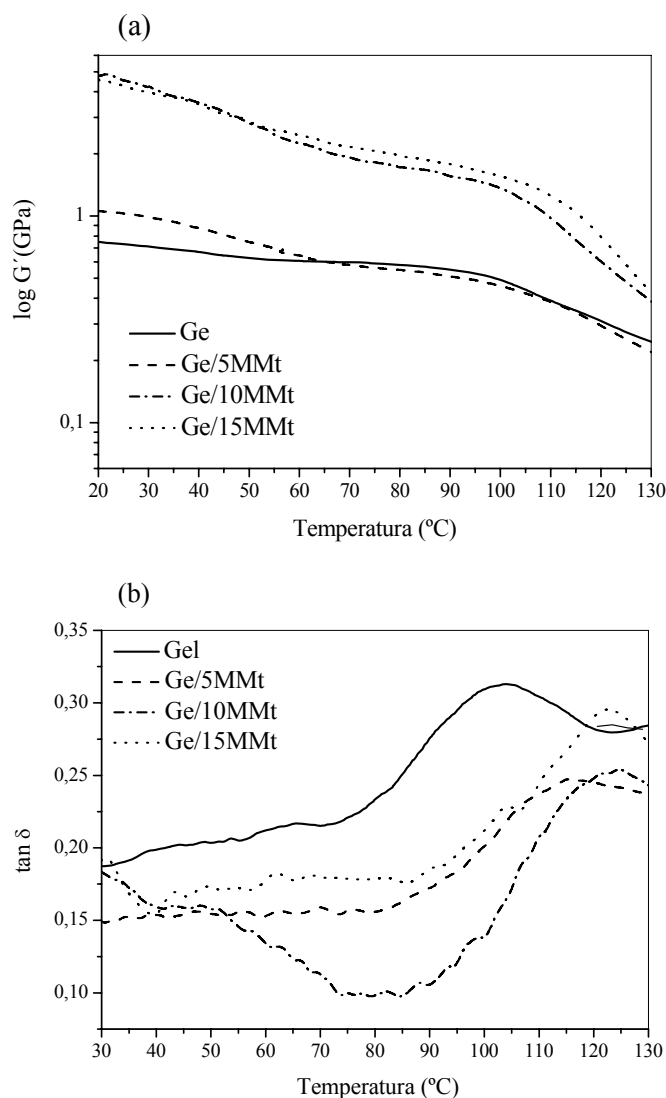 (a)
log G´(GPa)
1
0,1
Ge
Ge/5MMt
Ge/10MMt
Ge/15MMt
20 30 40 50 60 70 80 90 100 110 120 130
Temperatura (ºC)
(b)
tan δ
0,35
0,30
0,25
0,20
0,15
0,10
Gel
Ge/5MMt
Ge/10MMt
Ge/15MMt
30 40 50 60 70 80 90 100 110 120 130
Temperatura (ºC)